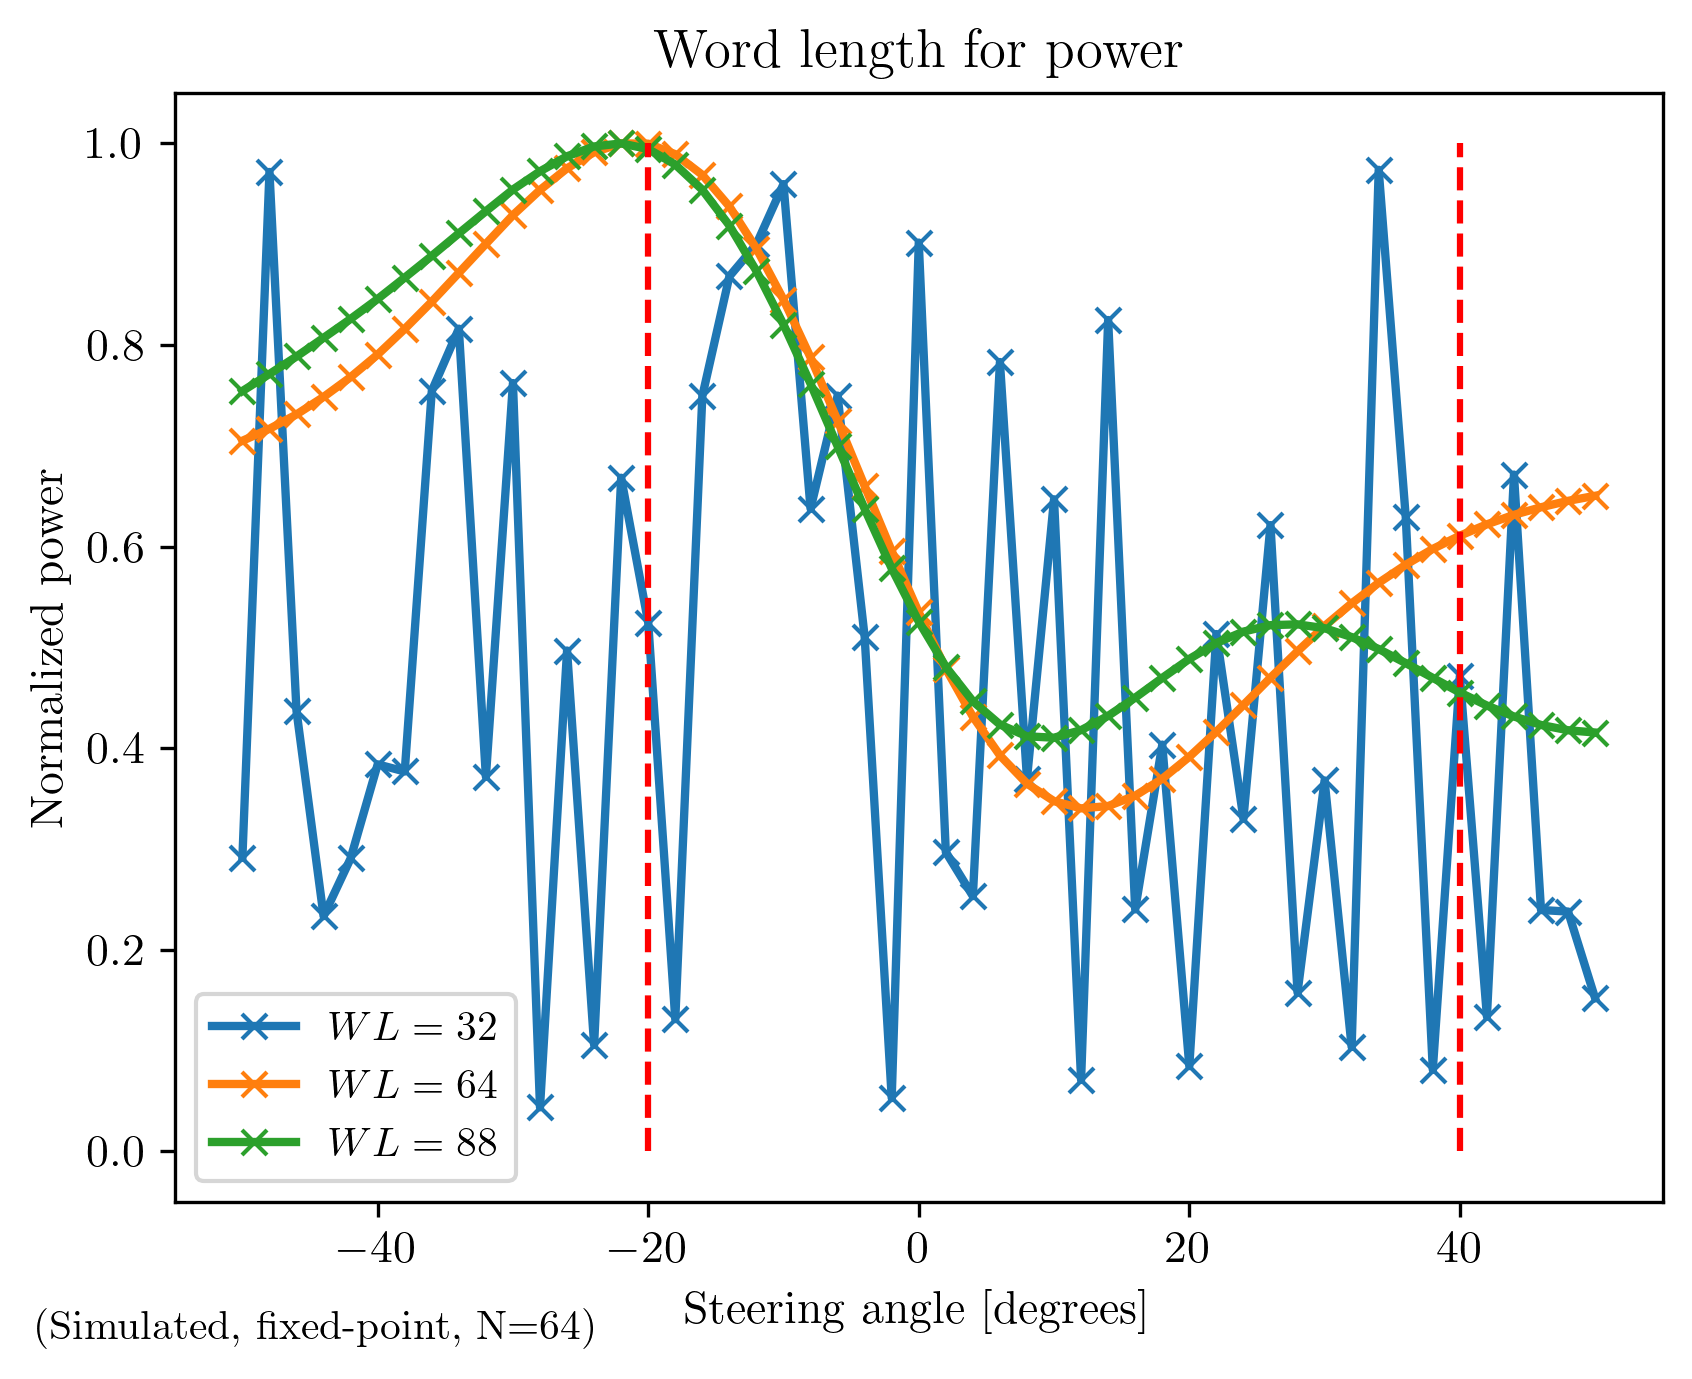 Word length for power
Normalized power
1.0
0.8
0.6
0.4
0.2
0.0
WL = 32
WL = 64
WL = 88
−40 −20 0 20 40
Steering angle [degrees]
(Simulated, fixed-point, N=64)